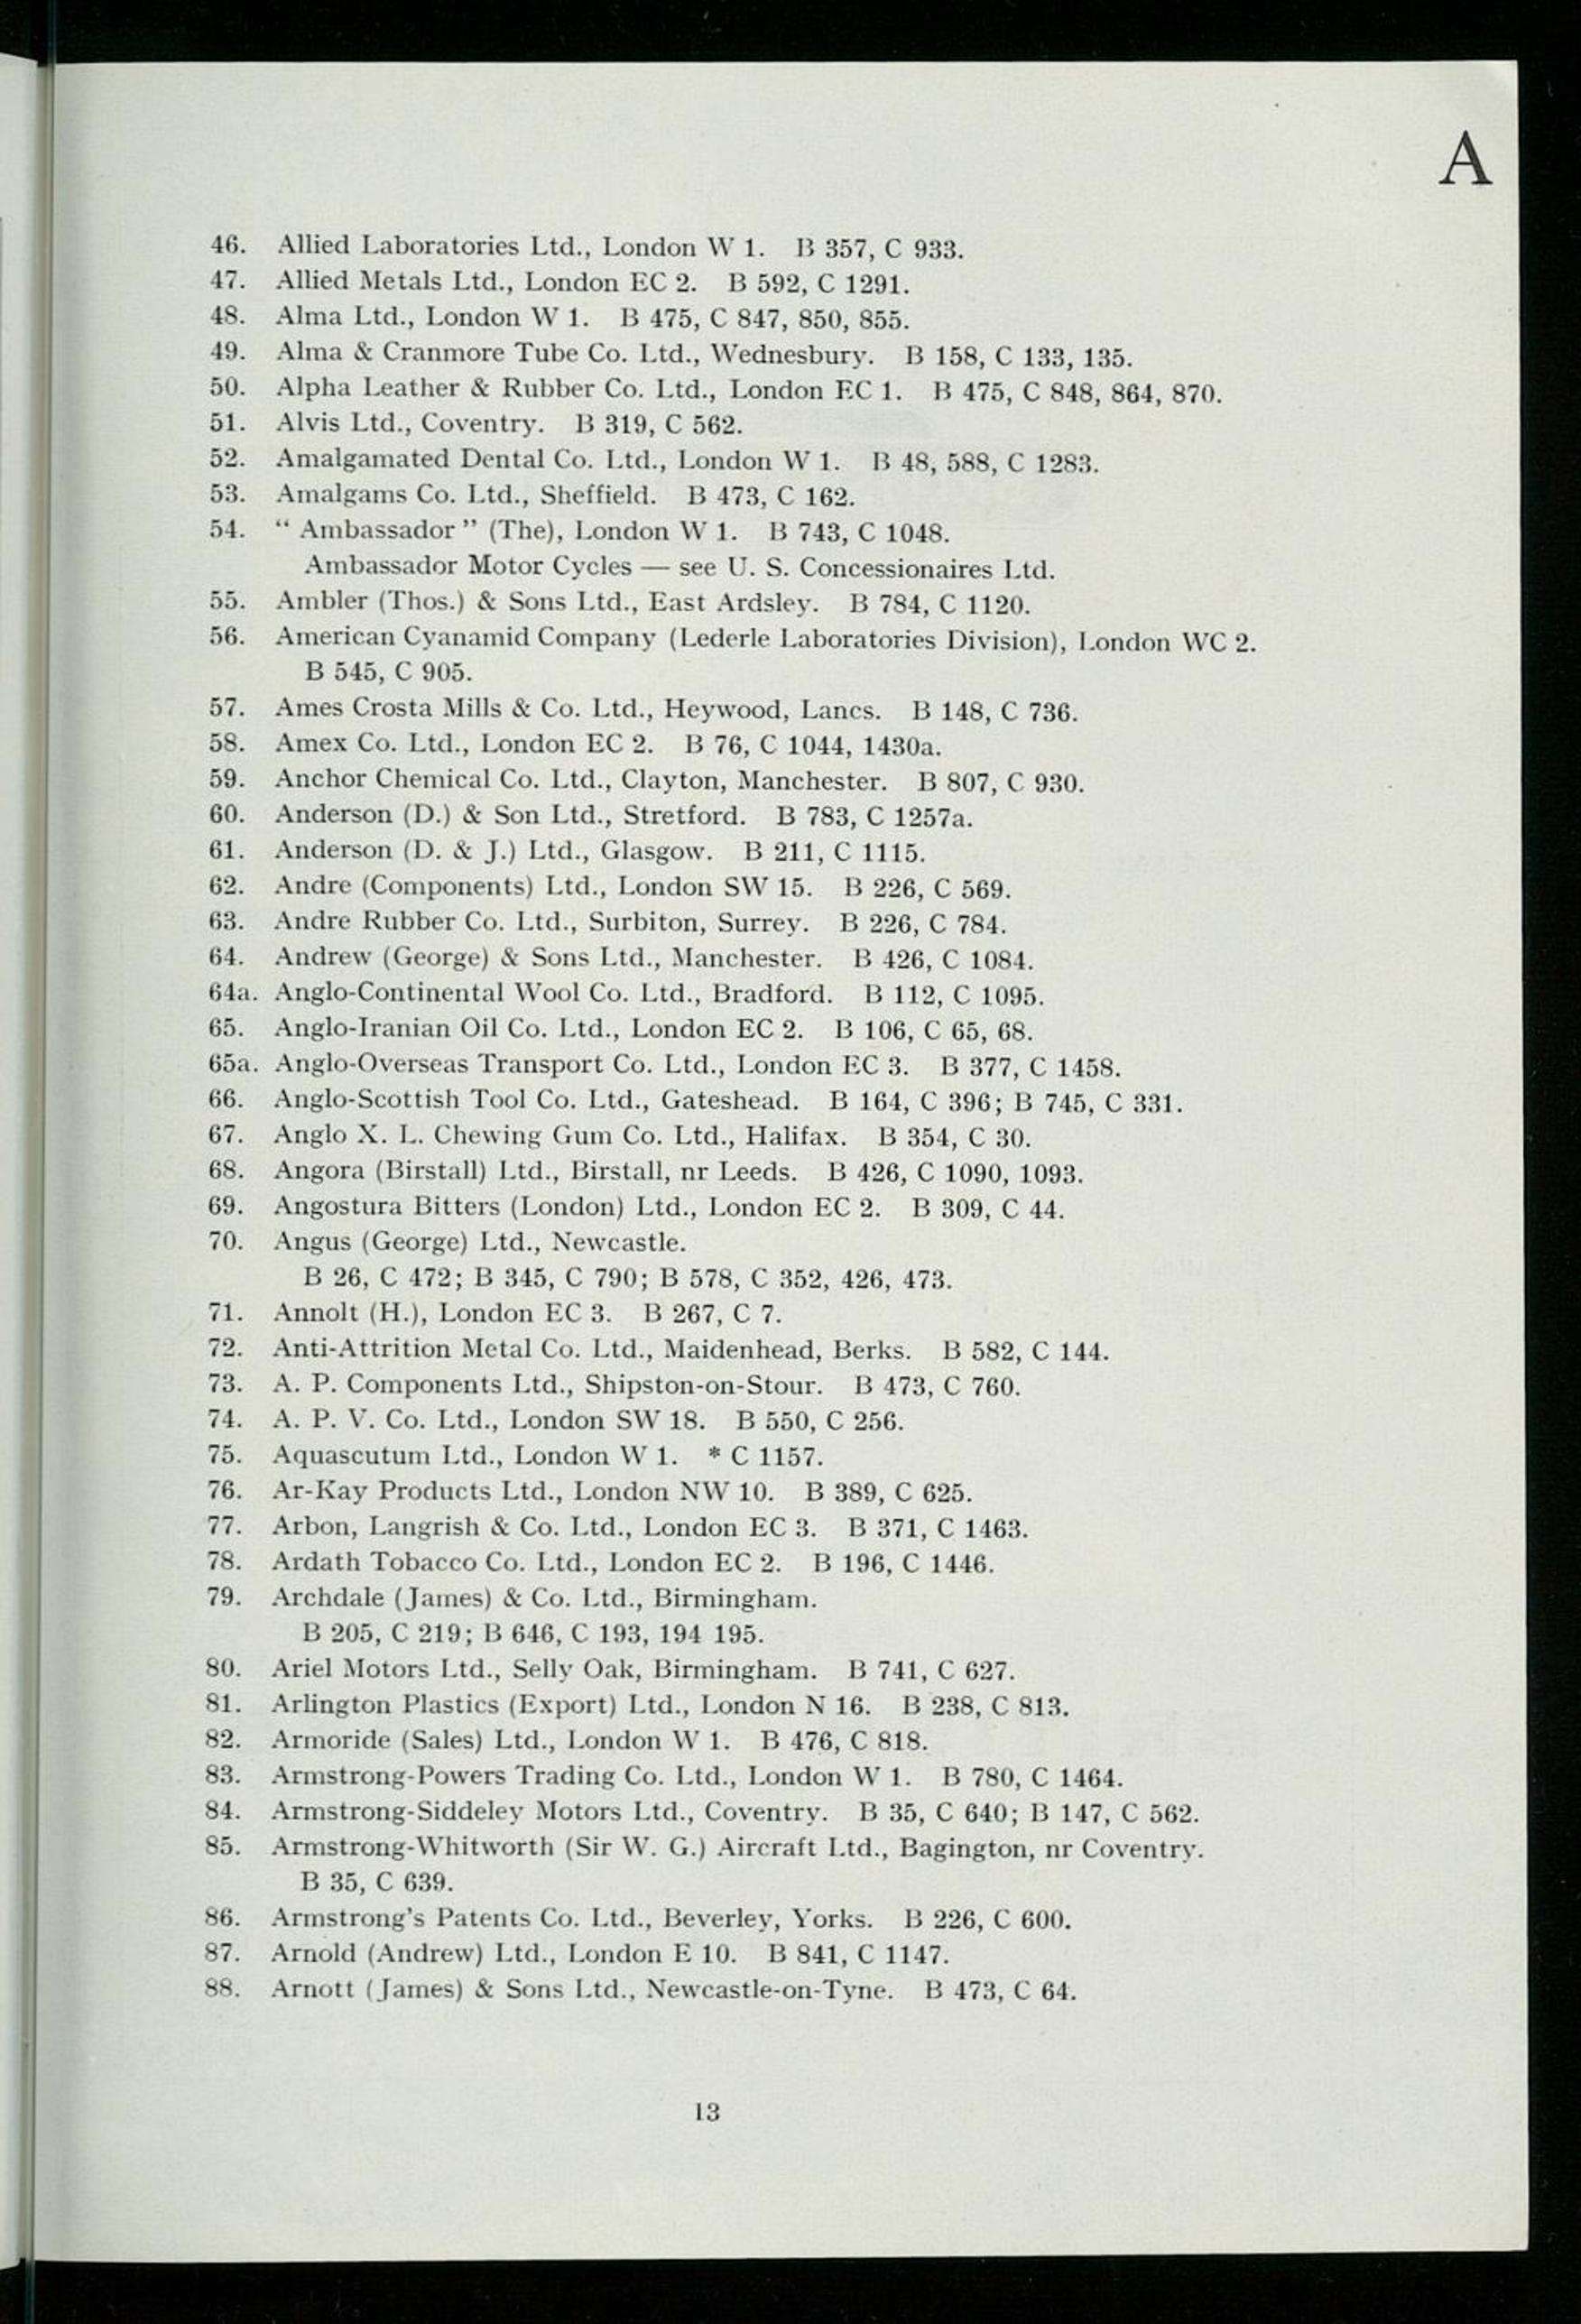 A
46. Allied Laboratories Ltd., London W 1. B 357, C 933.
47. Allied Metals Ltd., London EC 2. B 592, C 1291.
48. Alma Ltd., London W 1. B 475, C 847, 850, 855.
49. Alma & Cranmore Tube Co. Ltd., Wednesbury. B 158, C 133, 135.
50. Alpha Leather & Rubber Co. Ltd., London EC 1. B 475, C 848, 864, 870.
51. Alvis Ltd., Coventry. B 319, C 562.
52. Amalgamated Dental Co. Ltd., London W 1. B 48, 588, C 1283.
53. Amalgams Co. Ltd., Sheffield. B 473, C 162.
54. “ Ambassador ” (The), London W 1. B 743, C 1048.
Ambassador Motor Cycles — see U. S. Concessionaires Ltd.
55. Ambler (Thos.) & Sons Ltd., East Ardsley. B 784, C 1120.
56. American Cyanamid Company (Lederle Laboratories Division), London WC 2.
B 545, C 905.
57. Ames Crosta Mills & Co. Ltd., Heywood, Lancs. B 148, C 736.
58. Amex Co. Ltd., London EC 2. B 76, C 1044, 1430a.
59. Anchor Chemical Co. Ltd., Clayton, Manchester. B 807, C 930.
60. Anderson (D.) & Son Ltd., Stretford. B 783, C 1257a.
61. Anderson (D. & J.) Ltd., Glasgow. B 211, C 1115.
62. Andre (Components) Ltd., London SW 15. B 226, C 569.
63. Andre Rubber Co. Ltd., Surbiton, Surrey. B 226, C 784.
64. Andrew (George) & Sons Ltd., Manchester. B 426, C 1084.
64a. Anglo-Continental Wool Co. Ltd., Bradford. B 112, C 1095.
65. Anglo-Iranian Oil Co. Ltd., London EC 2. B 106, C 65, 68.
65a. Anglo-Overseas Transport Co. Ltd., London EC 3. B 377, C 1458.
66. Anglo-Scottish Tool Co. Ltd., Gateshead. B 164, C 396; B 745, C 331.
67. Anglo X. L. Chewing Gum Co. Ltd., Halifax. B 354, C 30.
68. Angora (Birstall) Ltd., Birstall, nr Leeds. B 426, C 1090, 1093.
69. Angostura Bitters (London) Ltd., London EC 2. B 309, C 44.
70. Angus (George) Ltd., Newcastle.
B 26, C 472; B 345, C 790; B 578, C 352, 426, 473.
71. Annolt (H.), London EC 3. B 267, C 7.
72. Anti-Attrition Metal Co. Ltd., Maidenhead, Berks. B 582, C 144.
73. A. P. Components Ltd., Shipston-on-Stour. B 473, C 760.
74. A. P. V. Co. Ltd., London SW 18. B 550, C 256.
75. Aquascutum Ltd., London W 1. * C 1157.
76. Ar-Kay Products Ltd., London NW 10. B 389, C 625.
77. Arbon, Langrish & Co. Ltd., London EC 3. B 371, C 1463.
78. Ardath Tobacco Co. Ltd., London EC 2. B 196, C 1446.
79. Archdale (James) & Co. Ltd., Birmingham.
B 205, C 219; B 646, C 193, 194 195.
80. Ariel Motors Ltd., Selly Oak, Birmingham. B 741, C 627.
81. Arlington Plastics (Export) Ltd., London N 16. B 238, C 813.
82. Armoride (Sales) Ltd., London W 1. B 476, C 818.
83. Armstrong-Powers Trading Co. Ltd., London W 1. B 780, C 1464.
84. Armstrong-Siddeley Motors Ltd., Coventry. B 35, C 640; B 147, C 562.
85. Armstrong-Whitworth (Sir W. G.) Aircraft Ltd., Bagington, nr Coventry.
B 35, C 639.
86. Armstrong's Patents Co. Ltd., Beverley, Yorks. B 226, C 600.
87. Arnold (Andrew) Ltd., London E 10. B 841, C 1147.
88. Arnott (James) & Sons Ltd., Newcastle-on-Tyne. B 473, C 64.
13